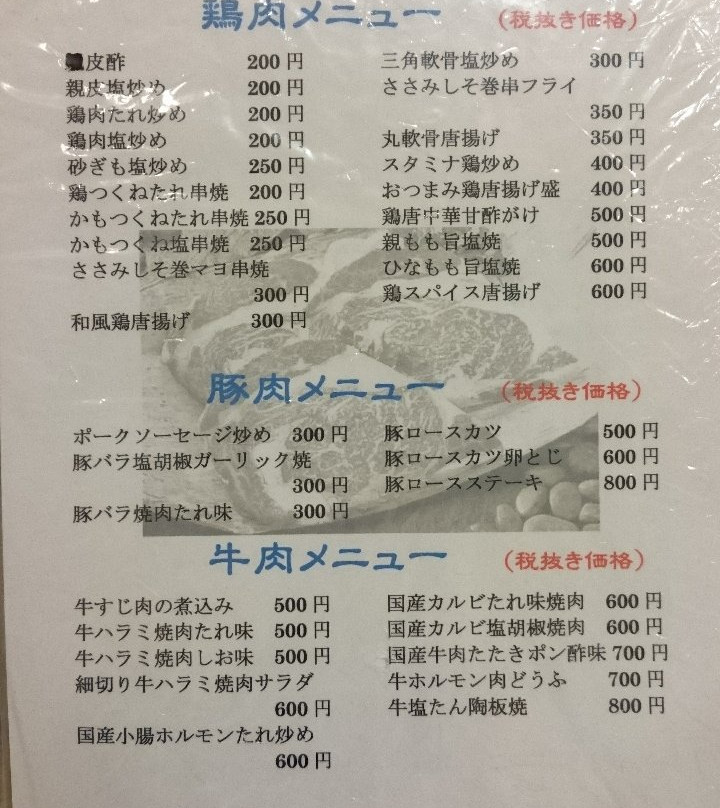 鶏肉メニュー (税抜き価格)
皮酢 200円
親皮塩炒め 200円
鶏肉たれ炒め 200円
鶏肉塩炒め 200円
砂ぎも塩炒め 250円
鶏つくねたれ串焼 200円
かもつくねたれ串焼 250円
かもつくね塩串焼 250円
ささみしそ巻マヨ串焼
300円
和風鶏唐揚げ 300円
三角軟骨塩炒め 300円
ささみしそ巻串フライ
350円
丸軟骨唐揚げ 350円
スタミナ鶏炒め 400円
おつまみ鶏唐揚げ盛 400円
鶏唐中華甘酢がけ 500円
親もも旨塩焼 500円
ひなもも旨塩焼 600円
鶏スパイス唐揚げ 600円
豚肉メニュー (税抜き価格)
ポークソーセージ炒め 300円
豚バラ塩胡椒ガーリック焼
300円
豚バラ焼肉たれ味 300円
豚ロースカツ 500円
豚ロースカツ卵とじ 600円
豚ロースステーキ 800円
牛肉メニュー (税抜き価格)
牛すじ肉の煮込み 500円
牛ハラミ焼肉たれ味 500円
牛ハラミ焼肉しお味 500円
細切り牛ハラミ焼肉サラダ
600円
国産小腸ホルモンたれ炒め
600円
国産カルビたれ味焼肉 600円
国産カルビ塩胡椒焼肉 600円
国産牛肉たたきポン酢味 700円
牛ホルモン肉どうふ 700円
牛塩たん陶板焼 800円